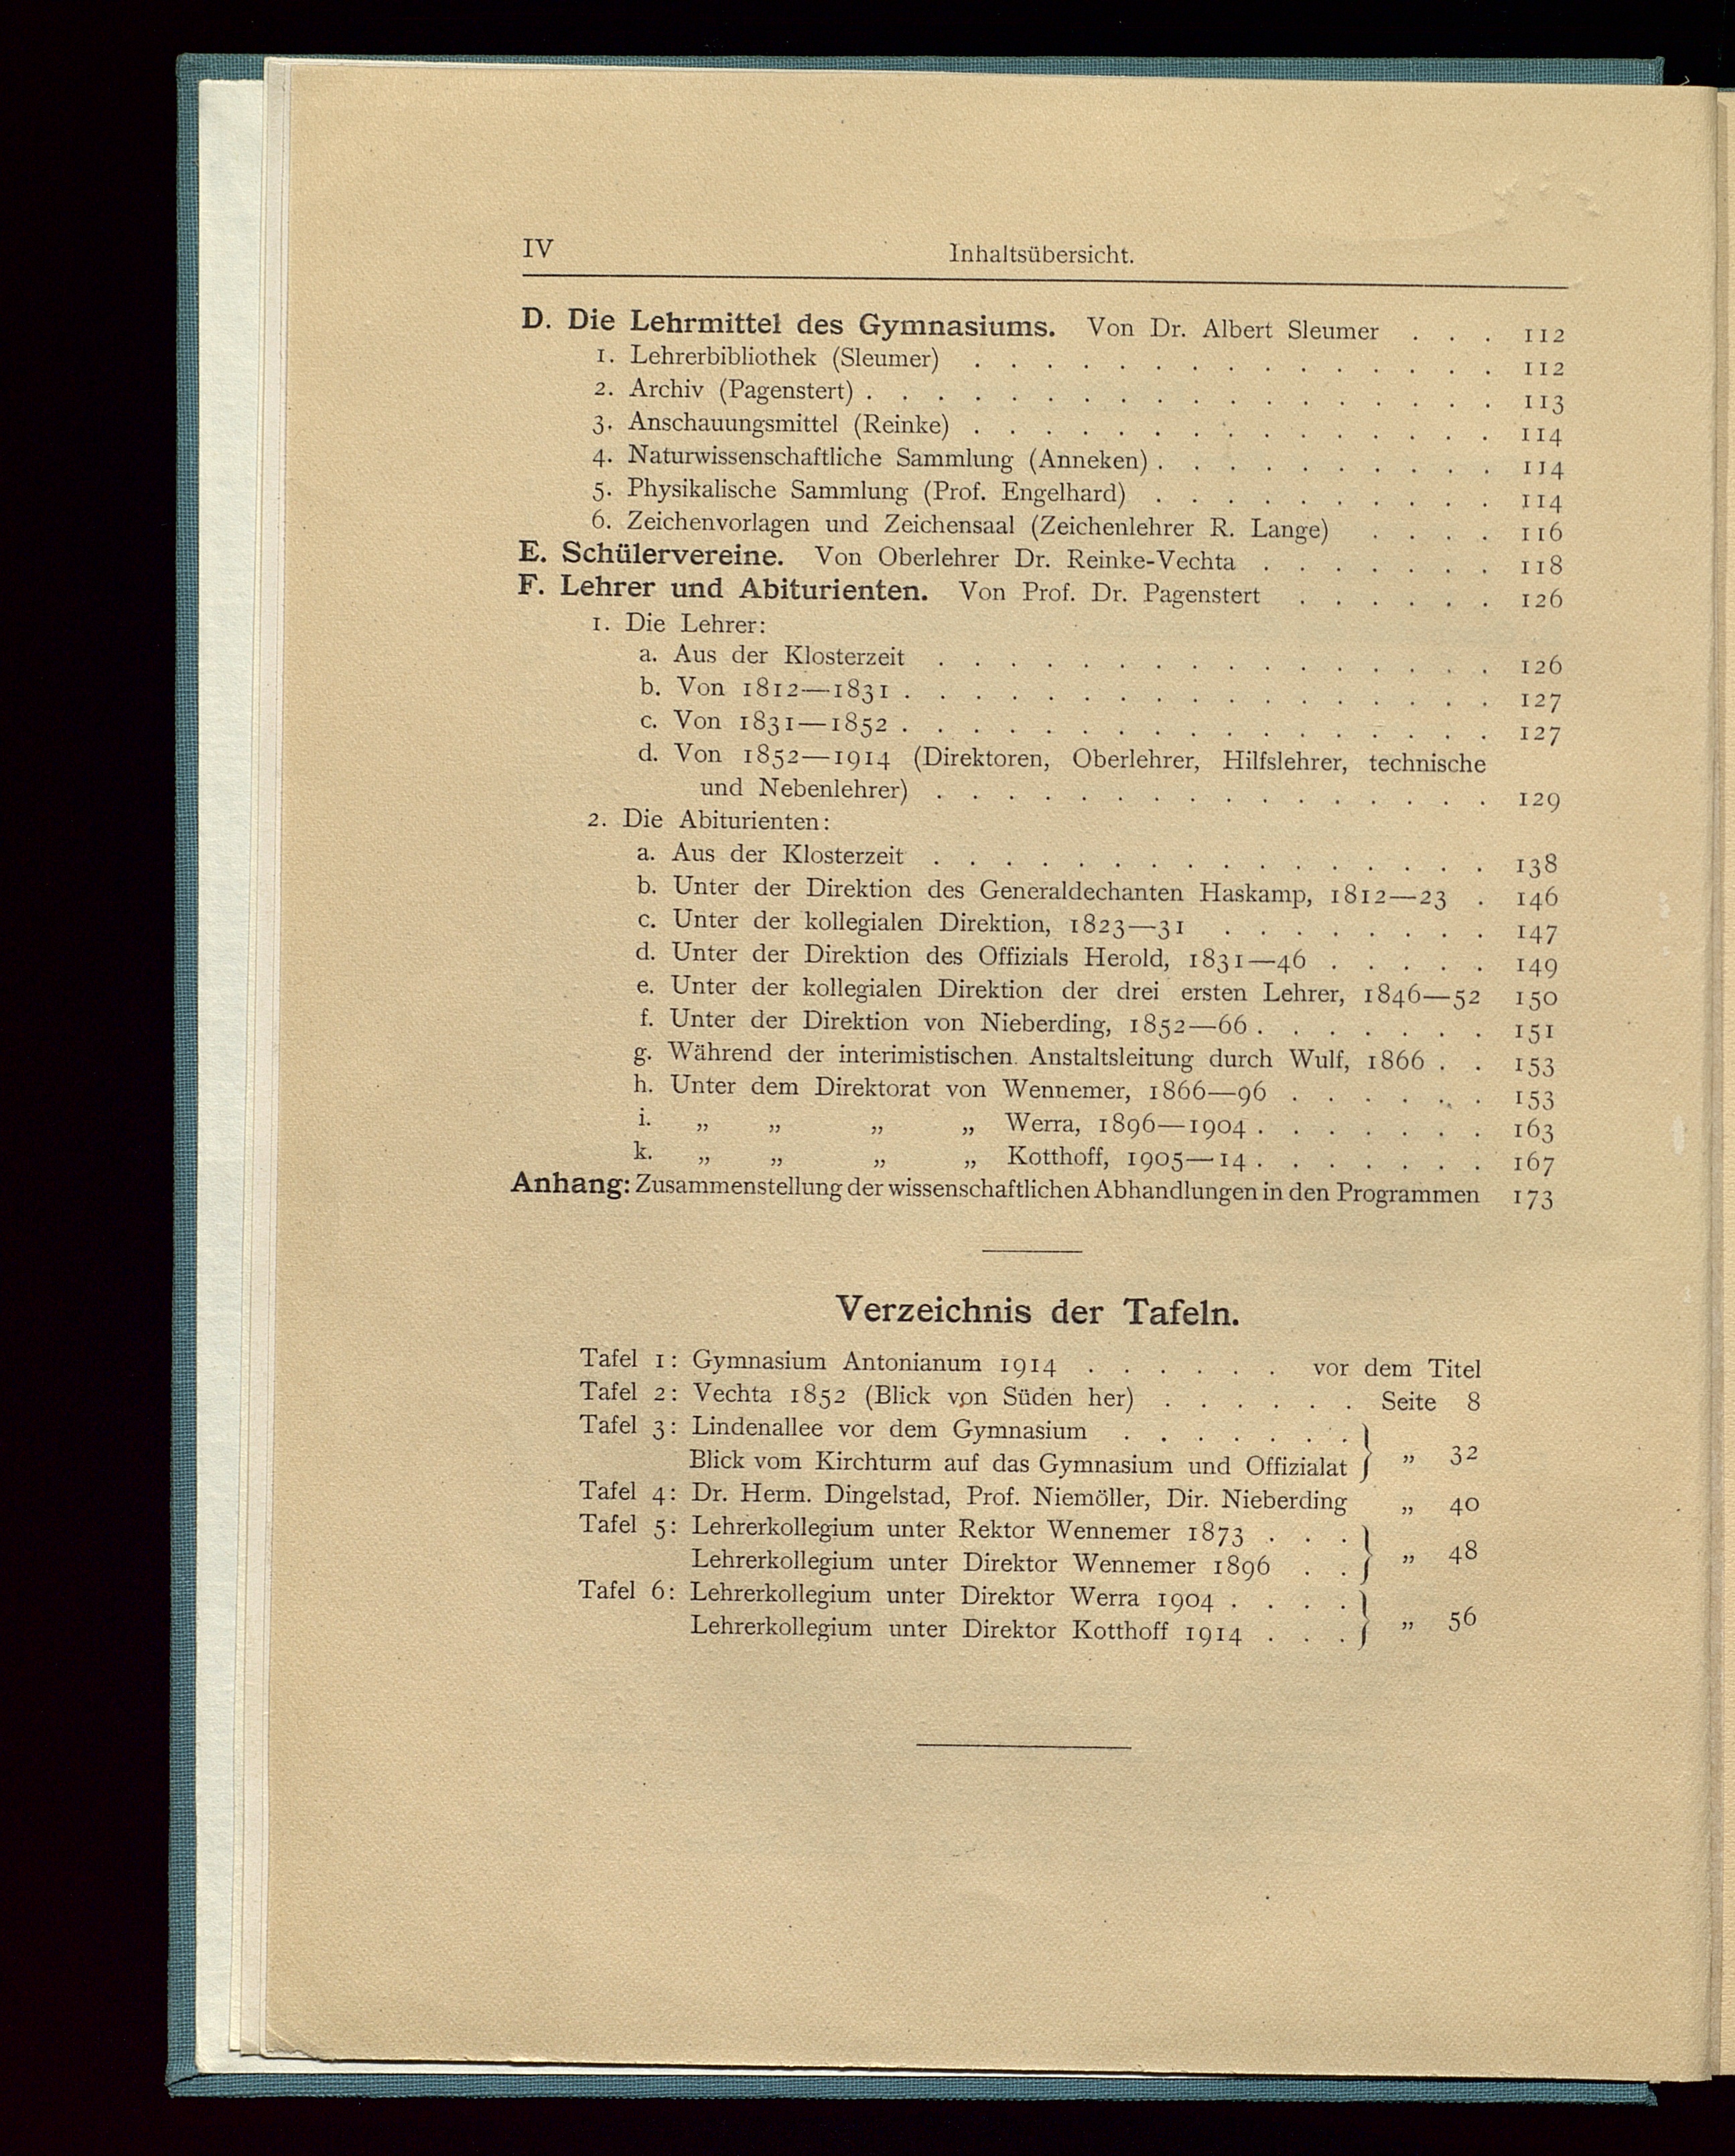 IV Inhaltsübersicht.
D. Die Lehrmittel des Gymnasiums. Von Dr. Albert Sleumer . . . 112
1. Lehrerbibliothek (Sleumer) . . . . . . . . . . . . . . . 112
2. Archiv (Pagenstert) . . . . . . . . . . . . . . . . . . 113
3. Anschauungsmittel (Reinke) . . . . . . . . . . . . . . . 114
4. Naturwissenschaftliche Sammlung (Anneken) . . . . . . . . . . 114
5. Physikalische Sammlung (Prof. Engelhard) . . . . . . . . . . 114
6. Zeichenvorlagen und Zeichensaal (Zeichenlehrer R. Lange) . . . . 116
E. Schülervereine. Von Oberlehrer Dr. Reinke-Vechta . . . . . . . 118
F. Lehrer und Abiturienten. Von Prof. Dr. Pagenstert . . . . . . 126
1. Die Lehrer:
a. Aus der Klosterzeit . . . . . . . . . . . . . . . . 126
b. Von 1812—1831 . . . . . . . . . . . . . . . . . 127
c. Von 1831—1852 . . . . . . . . . . . . . . . . . 127
d. Von 1852—1914 (Direktoren, Oberlehrer, Hilfslehrer, technische
und Nebenlehrer) . . . . . . . . . . . . . . . . 129
2. Die Abiturienten:
a. Aus der Klosterzeit . . . . . . . . . . . . . . . . 138
b. Unter der Direktion des Generaldechanten Haskamp, 1812—23 . 146
c. Unter der kollegialen Direktion, 1823—31 . . . . . . . . 147
d. Unter der Direktion des Offizials Herold, 1831—46 . . . . . 149
e. Unter der kollegialen Direktion der drei ersten Lehrer, 1846—52 150
f. Unter der Direktion von Nieberding, 1852—66 . . . . . . . 151
g. Während der interimistischen Anstaltsleitung durch Wulf, 1866 . . 153
h. Unter dem Direktorat von Wennemer, 1866—96 . . . . . . 153
i. „ „ „ „ Werra, 1896—1904 . . . . . . . 163
k. „ „ „ „ Kotthoff, 1905—14 . . . . . . . 167
Anhang: Zusammenstellung der wissenschaftlichen Abhandlungen in den Programmen 173
Verzeichnis der Tafeln.
Tafel 1: Gymnasium Antonianum 1914 . . . . . . vor dem Titel
Tafel 2: Vechta 1852 (Blick von Süden her) . . . . . . Seite 8
Tafel 3: Lindenallee vor dem Gymnasium . . . . . . .
Blick vom Kirchturm auf das Gymnasium und Offizialat } „ 32
Tafel 4: Dr. Herm. Dingelstad, Prof. Niemöller, Dir. Nieberding „ 40
Tafel 5: Lehrerkollegium unter Rektor Wennemer 1873 . . .
Lehrerkollegium unter Direktor Wennemer 1896 . . } „ 48
Tafel 6: Lehrerkollegium unter Direktor Werra 1904 . . . .
Lehrerkollegium unter Direktor Kotthoff 1914 . . . } „ 56